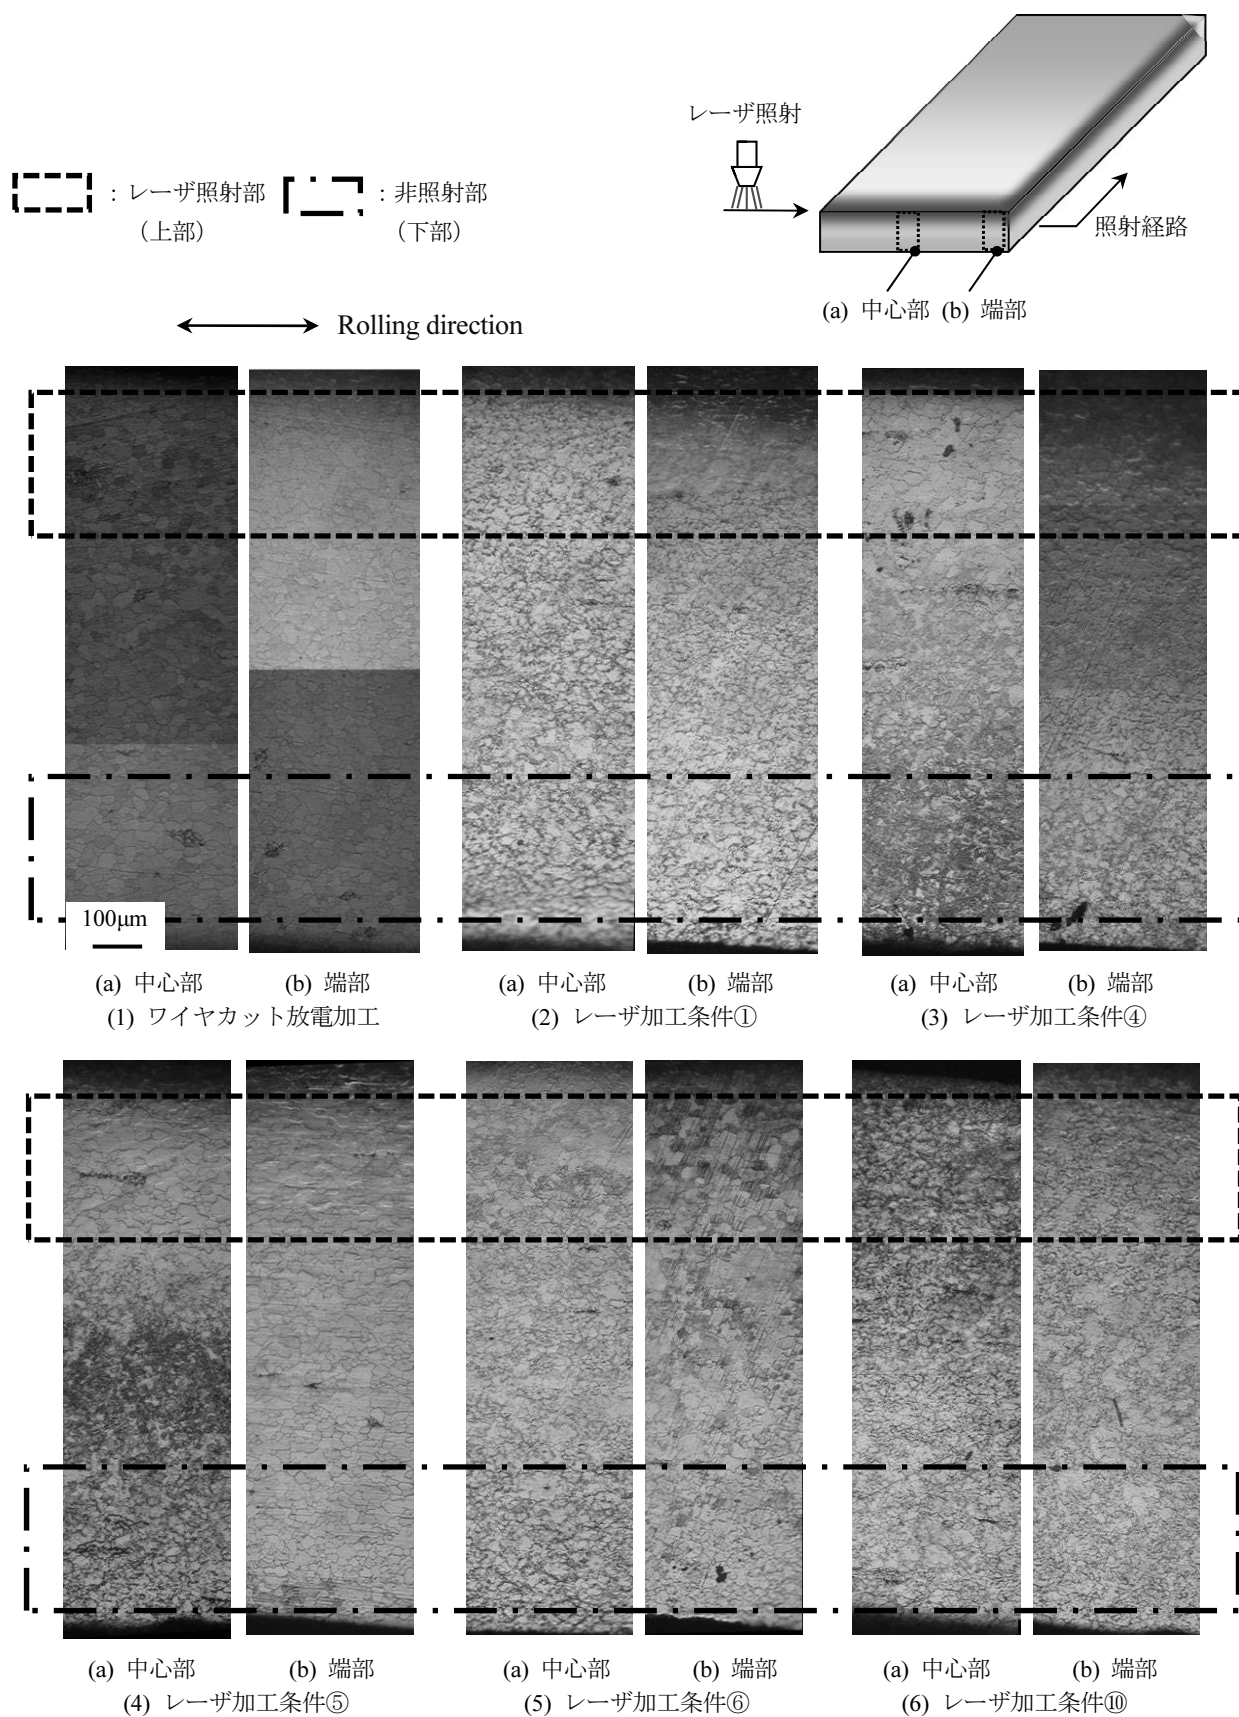 レーザ照射
：レーザ照射部
（上部）
：非照射部
（下部）
照射経路
(a) 中心部 (b) 端部
Rolling direction
100μm
(a) 中心部 (b) 端部 (a) 中心部 (b) 端部 (a) 中心部 (b) 端部
(1) ワイヤカット放電加工 (2) レーザ加工条件① (3) レーザ加工条件④
(a) 中心部 (b) 端部 (a) 中心部 (b) 端部 (a) 中心部 (b) 端部
(4) レーザ加工条件⑤ (5) レーザ加工条件⑥ (6) レーザ加工条件⑩